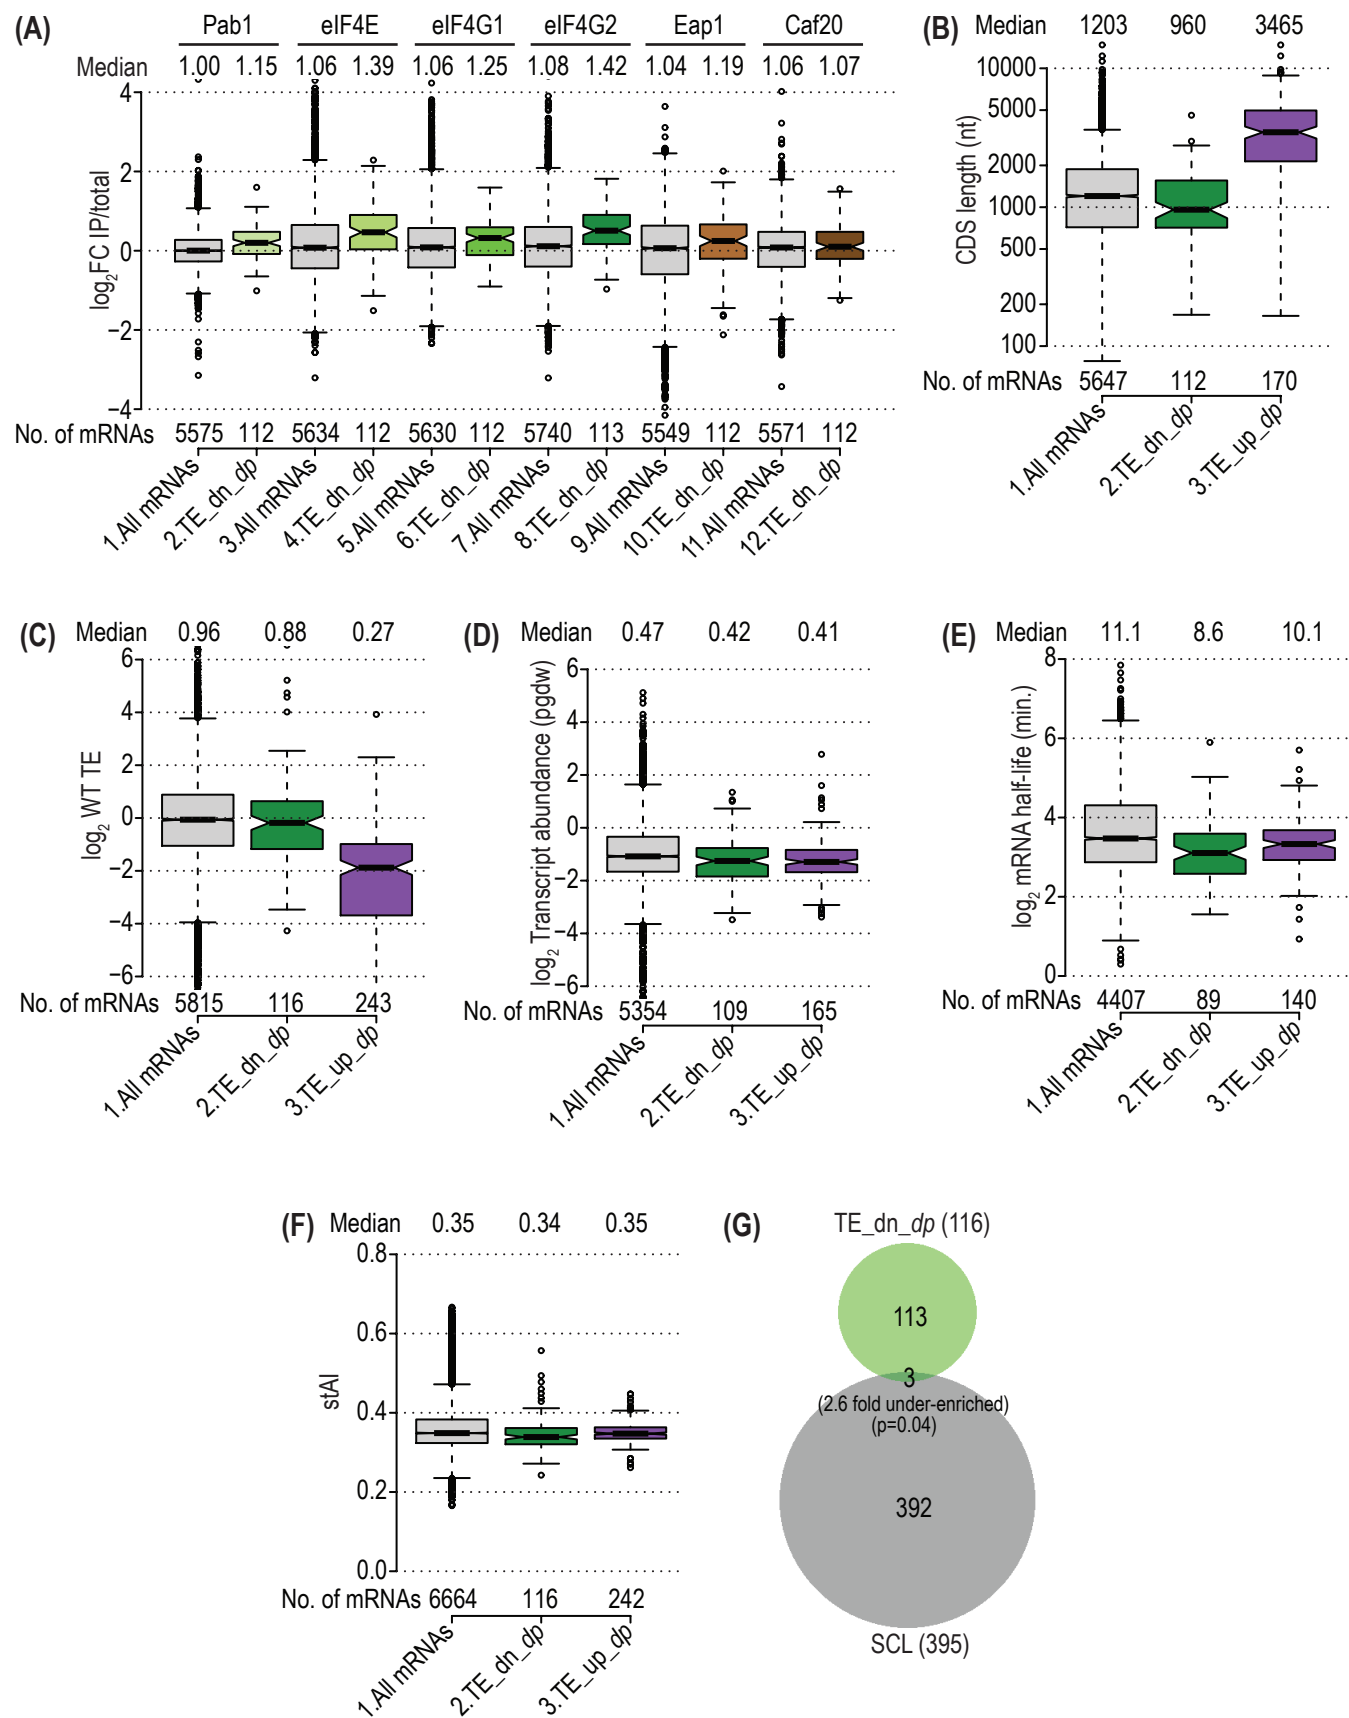 (A)
Pab1 eIF4E eIF4G1 eIF4G2 Eap1 Caf20
Median 1.00 1.15 1.06 1.39 1.06 1.25 1.08 1.42 1.04 1.19 1.06 1.07
log2FC IP/total
4
2
0
−2
−4
No. of mRNAs 5575 112 5634 112 5630 112 5740 113 5549 112 5571 112
1.All mRNAs 2.TE_dn_dp 3.All mRNAs 4.TE_dn_dp 5.All mRNAs 6.TE_dn_dp 7.All mRNAs 8.TE_dn_dp 9.All mRNAs 10.TE_dn_dp 11.All mRNAs 12.TE_dn_dp
(B)
Median 1203 960 3465
CDS length (nt)
10000
5000
2000
1000
500
200
100
No. of mRNAs 5647 112 170
1.All mRNAs 2.TE_dn_dp 3.TE_up_dp
(C)
Median 0.96 0.88 0.27
log2 WT TE
6
4
2
0
−2
−4
−6
No. of mRNAs 5815 116 243
1.All mRNAs 2.TE_dn_dp 3.TE_up_dp
(D)
Median 0.47 0.42 0.41
log2 Transcript abundance (pgdw)
6
4
2
0
−2
−4
−6
No. of mRNAs 5354 109 165
1.All mRNAs 2.TE_dn_dp 3.TE_up_dp
(E)
Median 11.1 8.6 10.1
log2 mRNA half-life (min.)
8
6
4
2
0
No. of mRNAs 4407 89 140
1.All mRNAs 2.TE_dn_dp 3.TE_up_dp
(F)
Median 0.35 0.34 0.35
stAI
0.8
0.6
0.4
0.2
0.0
No. of mRNAs 6664 116 242
1.All mRNAs 2.TE_dn_dp 3.TE_up_dp
(G)
TE_dn_dp (116)
113
3
(2.6 fold under-enriched)
(p=0.04)
392
SCL (395)